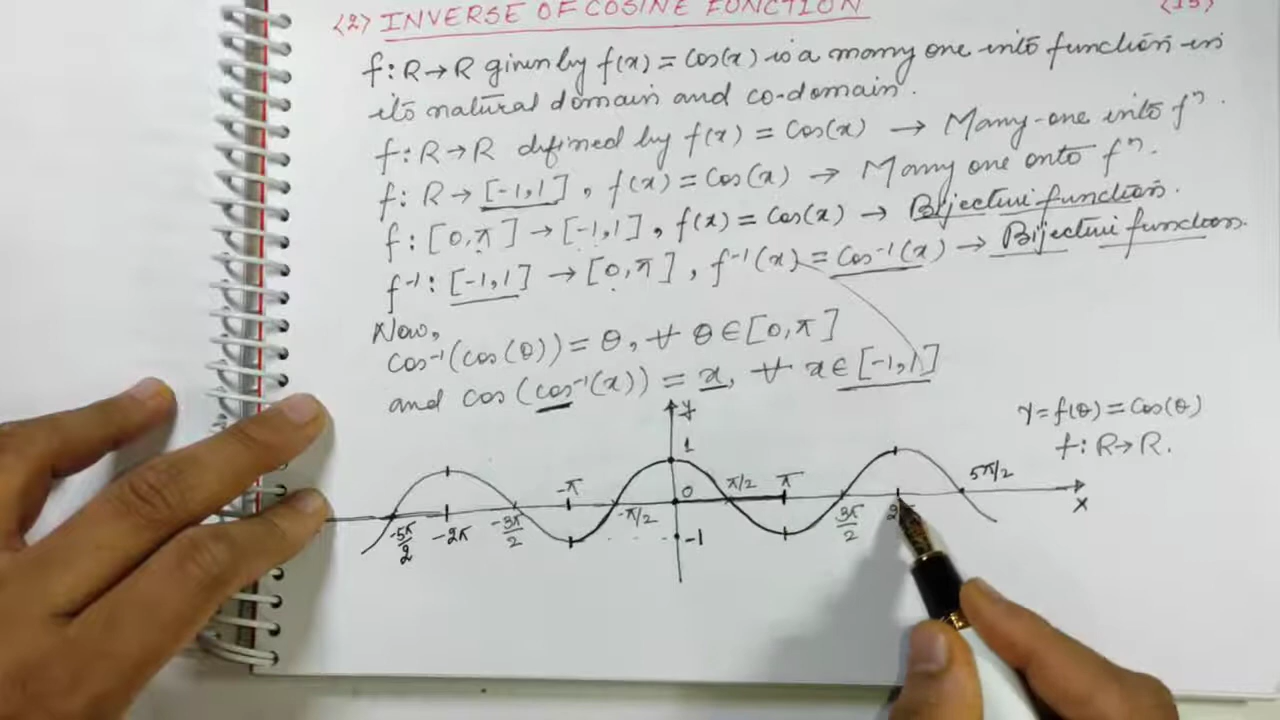 <2> INVERSE OF COSINE FUNCTION <15>
f: R→R given by f(x) = Cos(x) is a many one into function in
its natural domain and co-domain.
f: R→R defined by f(x) = Cos(x) → Many-one into fⁿ.
f: R→ [-1,1], f(x) = Cos(x) → Many one onto fⁿ.
f: [0,π] → [-1,1], f(x) = Cos(x) → Bijective function.
f⁻¹: [-1,1] → [0,π], f⁻¹(x) = Cos⁻¹(x) → Bijective function.
Now,
cos⁻¹(cos(θ)) = θ, ∀ θ∈[0,π]
and cos(cos⁻¹(x)) = x, ∀ x∈[-1,1]
y
Y=f(θ)=Cos(θ)
f: R→R.
1
-π 0 π/2 π 5π/2
-5π/2 -2π -3π/2 -π/2 3π/2 X
-1